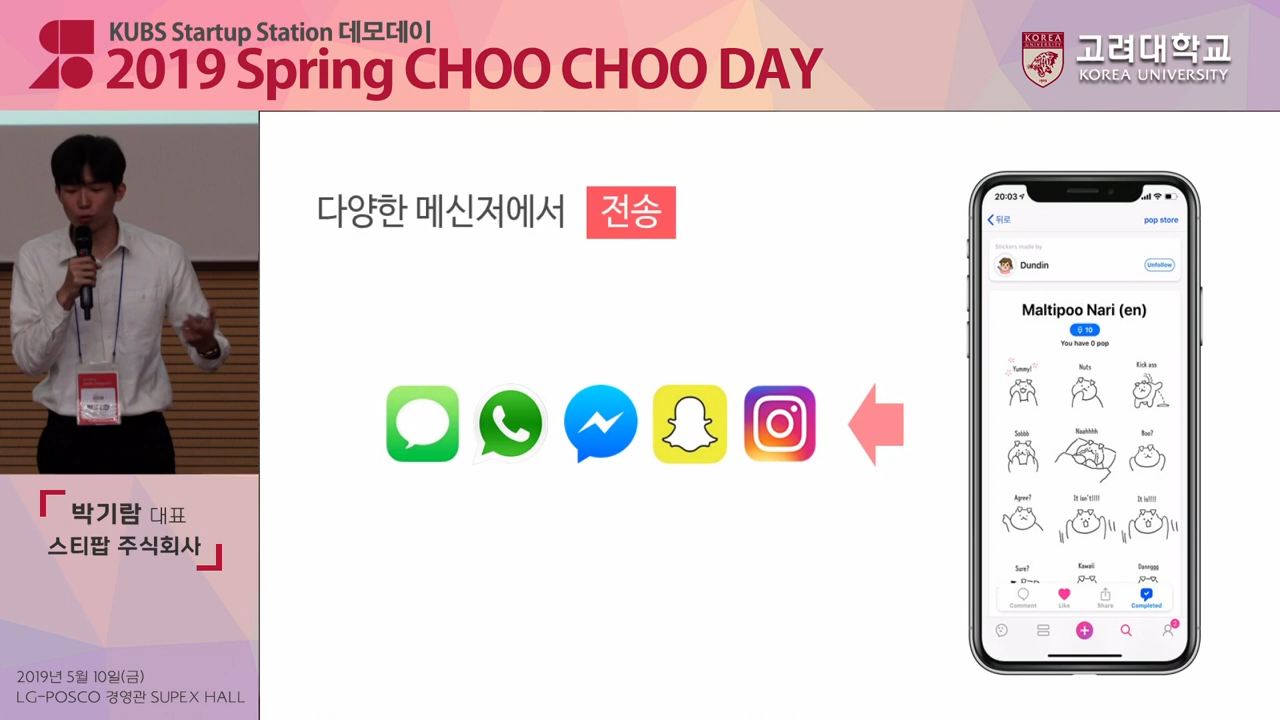 KUBS Startup Station 데모데이
2019 Spring CHOO CHOO DAY
KOREA
UNIVERSITY
고려대학교
KOREA UNIVERSITY
다양한 메신저에서 전송
박기람 대표
스티팝 주식회사
2019년 5월 10일(금)
LG-POSCO 경영관 SUPEX HALL
20:03
뒤로
pop store
Stickers made by
Dundin
Unfollow
Maltipoo Nari (en)
10
You have 0 pop
Yummy!
Nuts
Kick ass
Sobbb
Naahhhh
Boo?
Agree?
It isn't!!!!
It is!!!!
Sure?
Kawaii
Dannggg
Comment
Like
Share
Completed
2